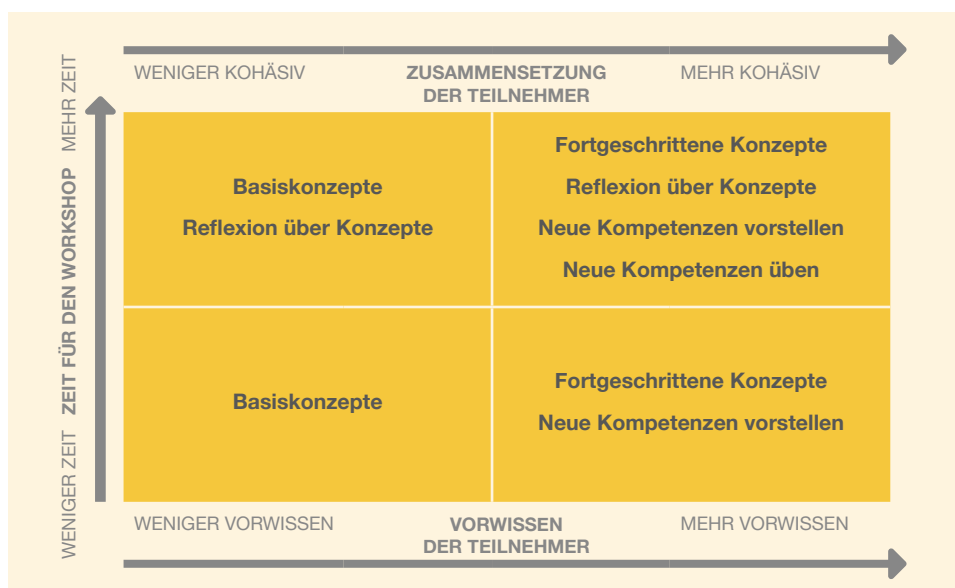 WENIGER KOHÄSIV
ZUSAMMENSETZUNG
DER TEILNEHMER
MEHR KOHÄSIV
MEHR ZEIT
ZEIT FÜR DEN WORKSHOP
WENIGER ZEIT
Basiskonzepte
Reflexion über Konzepte
Fortgeschrittene Konzepte
Reflexion über Konzepte
Neue Kompetenzen vorstellen
Neue Kompetenzen üben
Basiskonzepte
Fortgeschrittene Konzepte
Neue Kompetenzen vorstellen
WENIGER VORWISSEN
VORWISSEN
DER TEILNEHMER
MEHR VORWISSEN